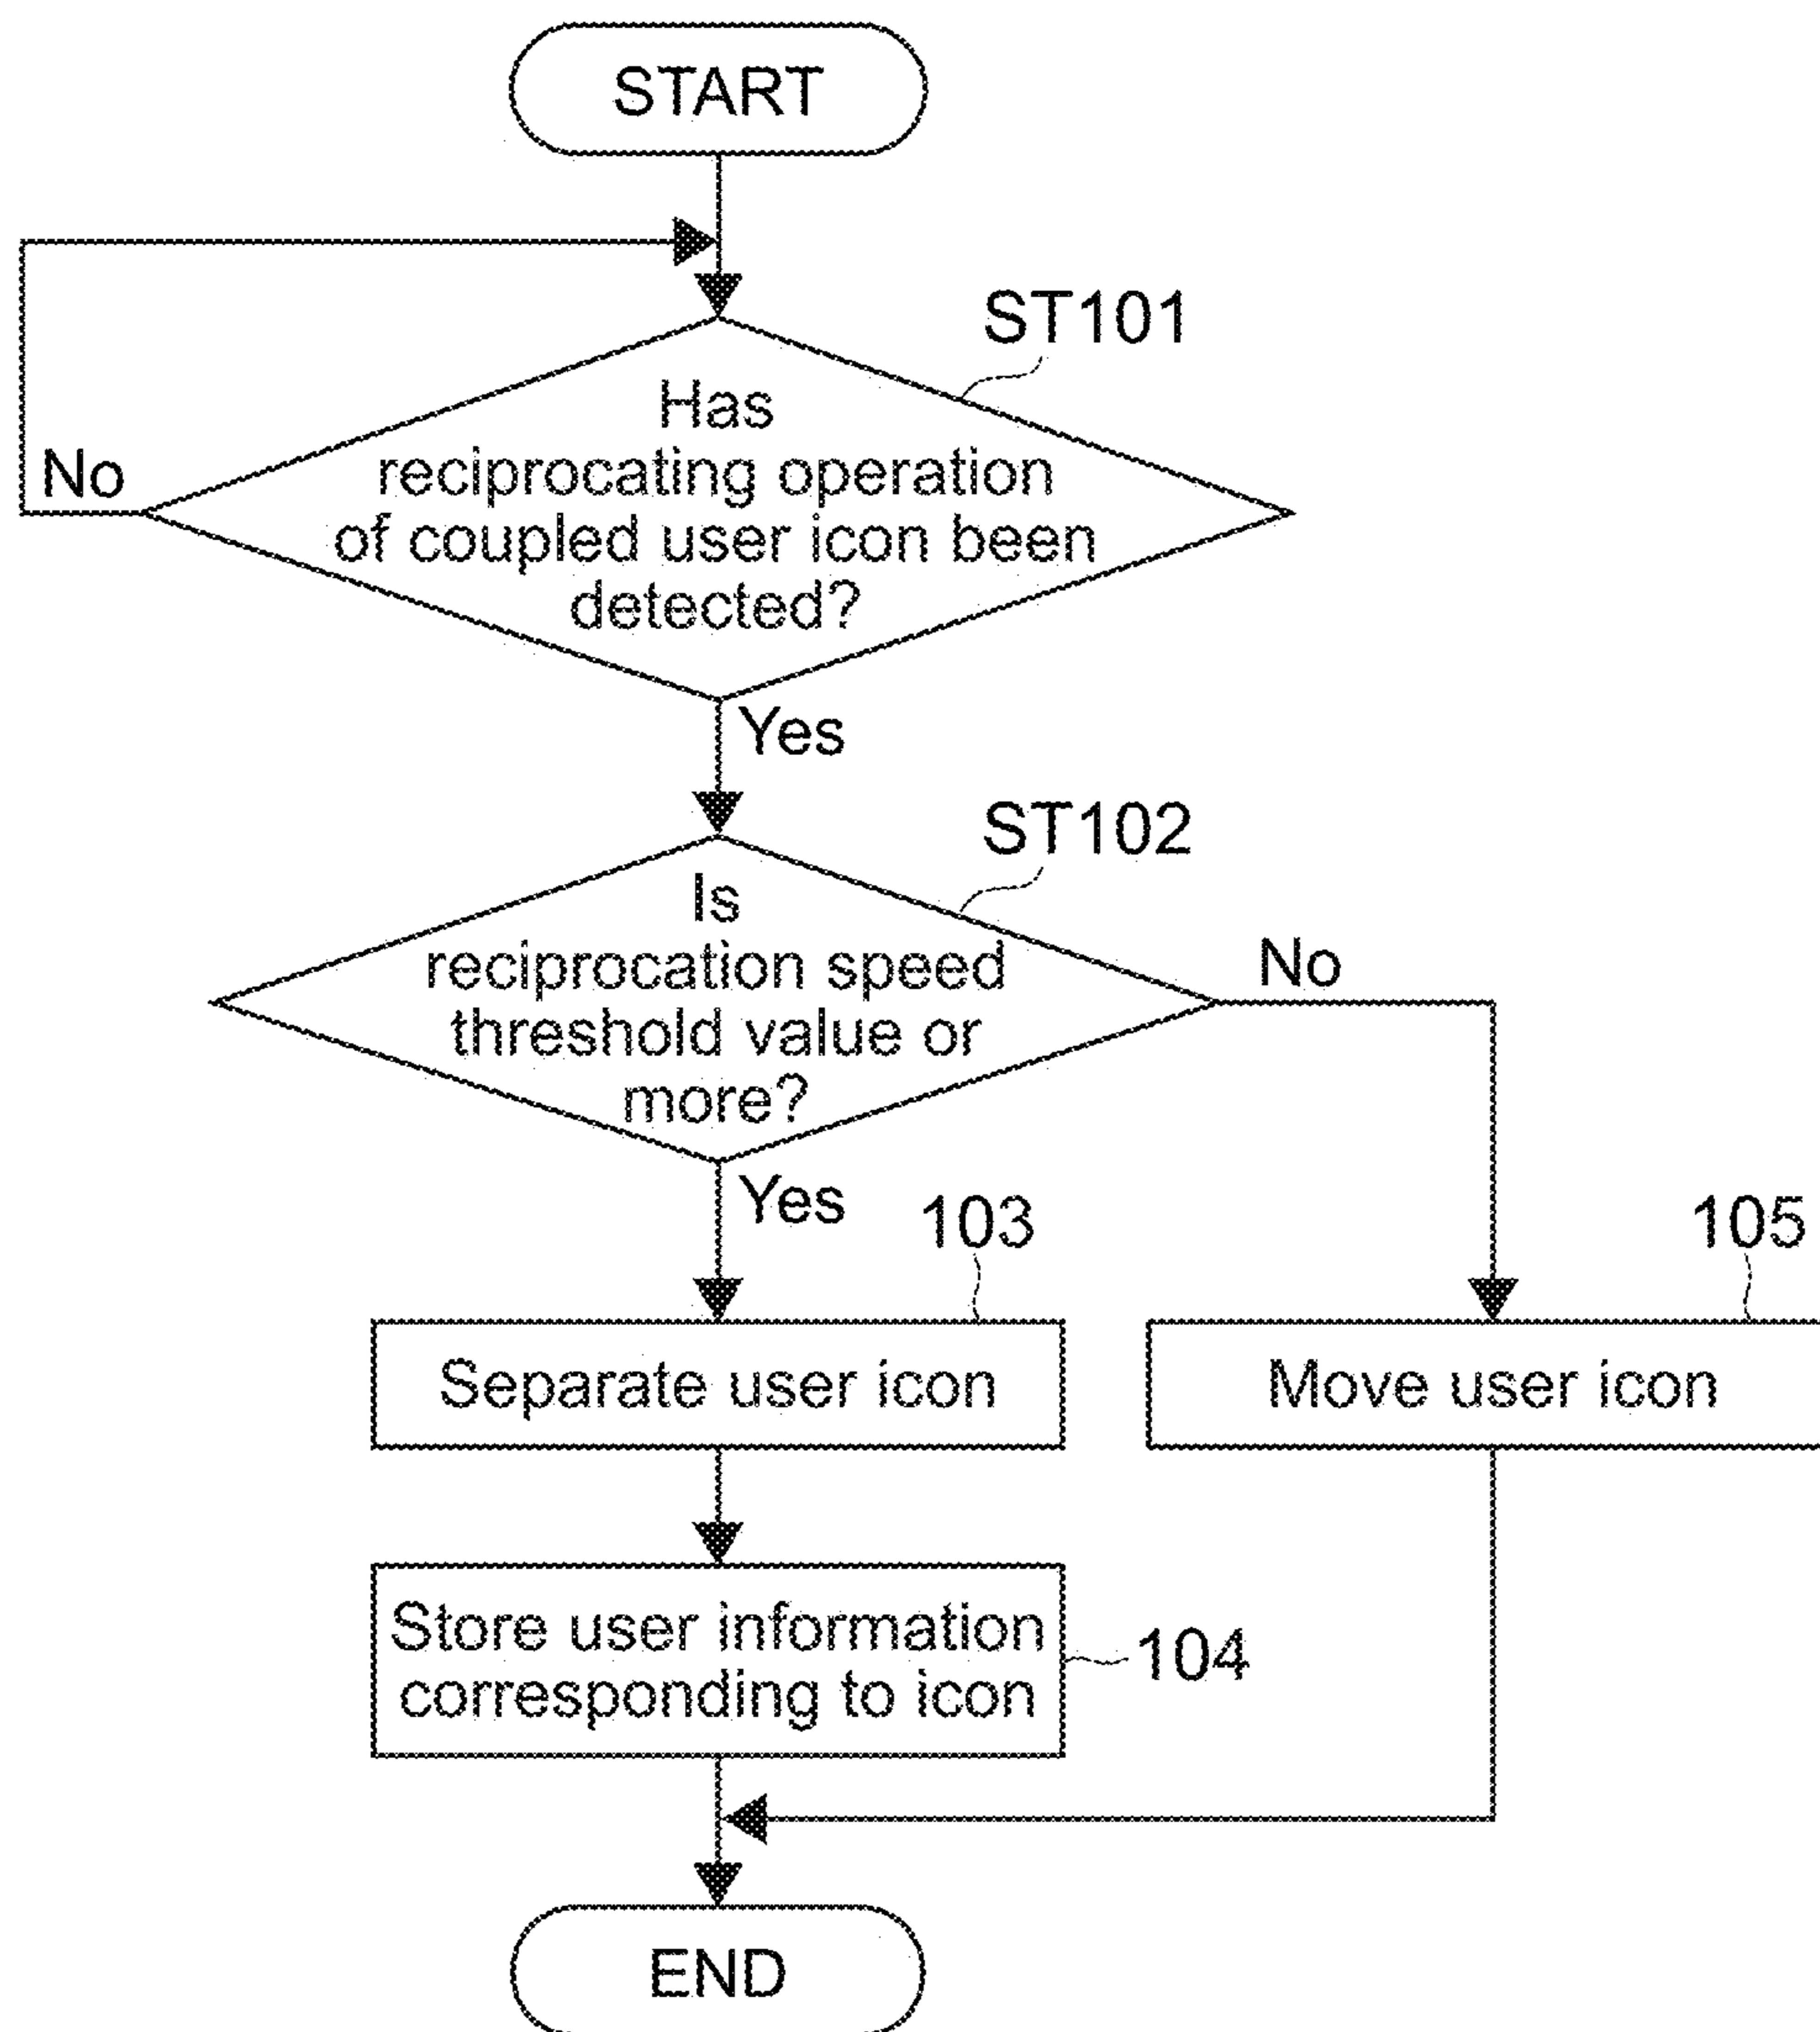 START
ST101
Has
reciprocating operation
of coupled user icon been
detected?
No
Yes
ST102
Is
reciprocation speed
threshold value or
more?
No
Yes
103
105
Separate user icon
Move user icon
Store user information
corresponding to icon
104
END